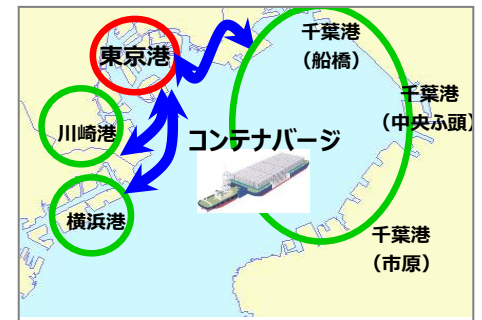 東京港
千葉港
（船橋）
千葉港
（中央ふ頭）
川崎港
コンテナバージ
横浜港
千葉港
（市原）